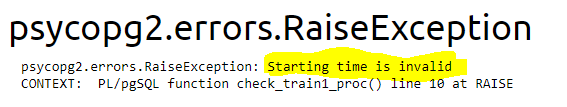 psycopg2.errors.RaiseException
psycopg2.errors.RaiseException: Starting time is invalid
CONTEXT:  PL/pgSQL function check_train1_proc() line 10 at RAISE